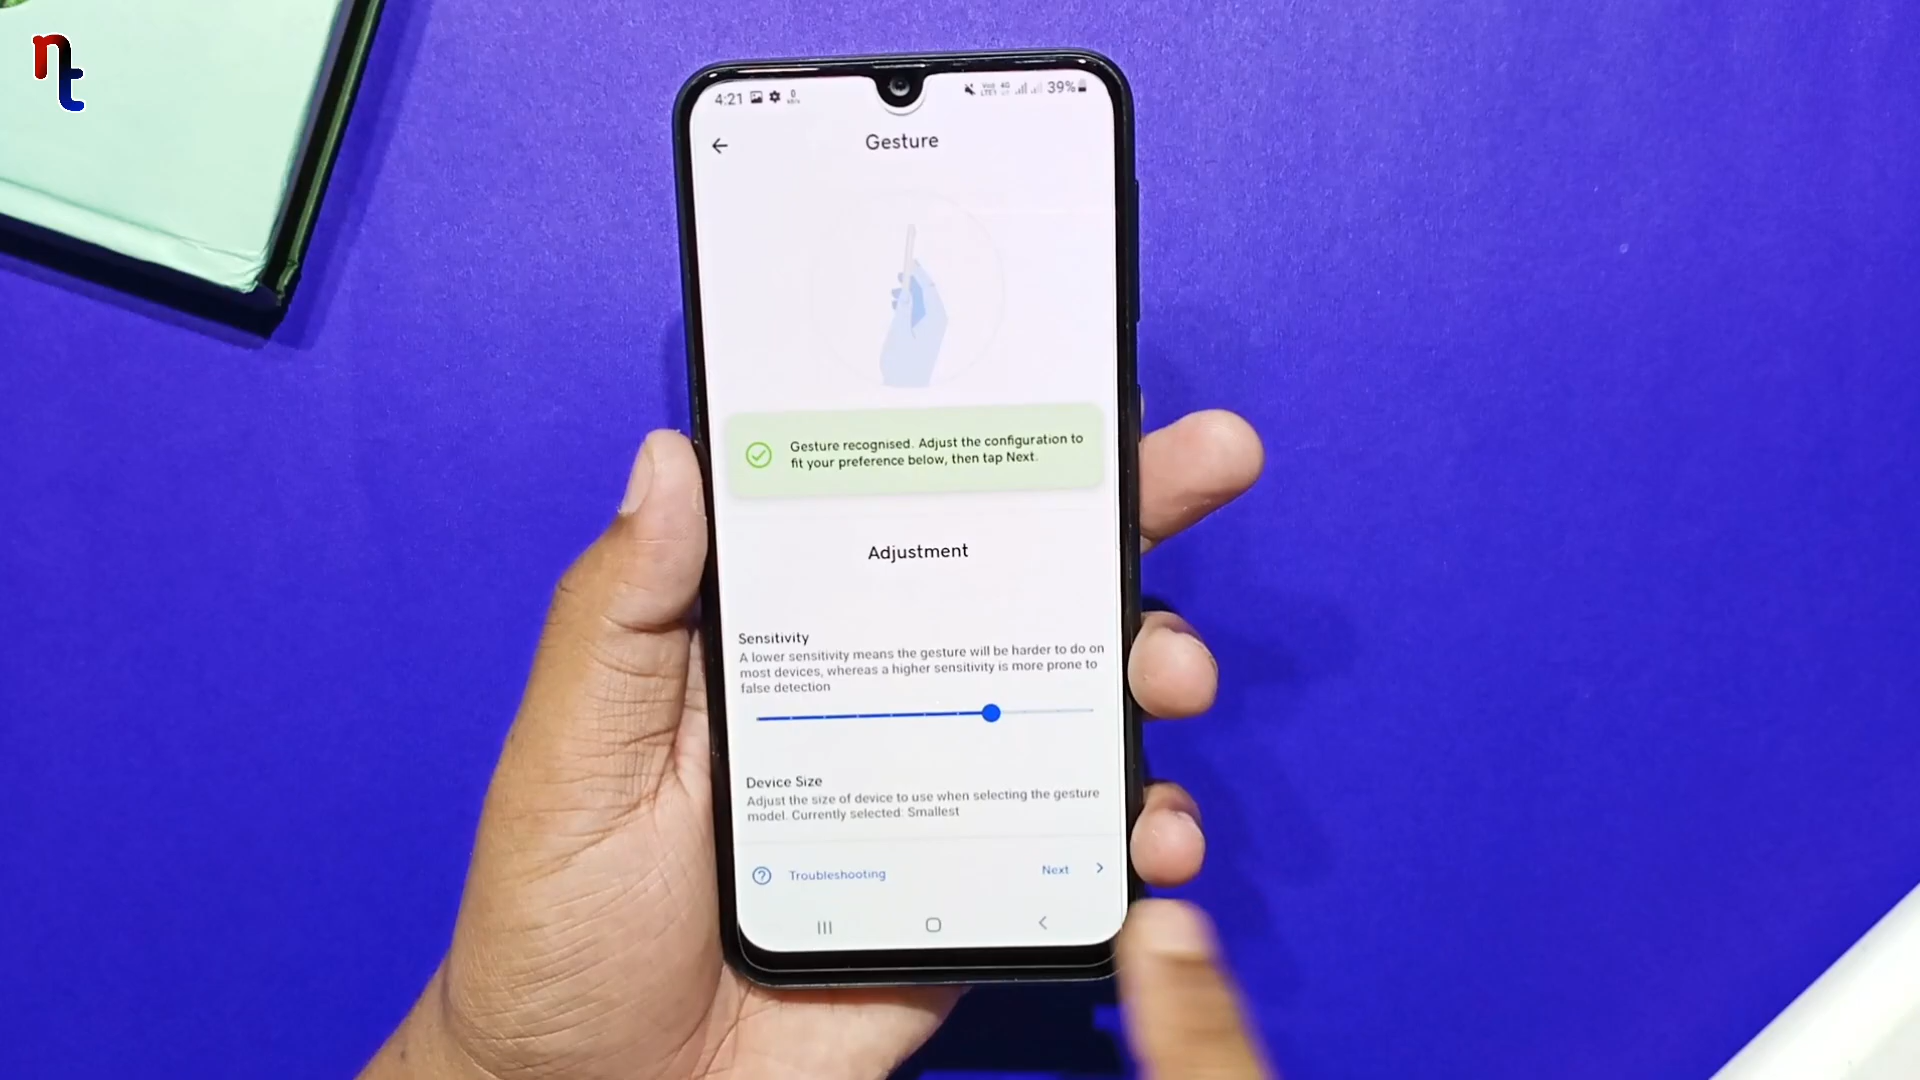 nt
4:21
39%
Gesture
Gesture recognised. Adjust the configuration to
fit your preference below, then tap Next.
Adjustment
Sensitivity
A lower sensitivity means the gesture will be harder to do on
most devices, whereas a higher sensitivity is more prone to
false detection
Device Size
Adjust the size of device to use when selecting the gesture
model. Currently selected: Smallest
Troubleshooting
Next